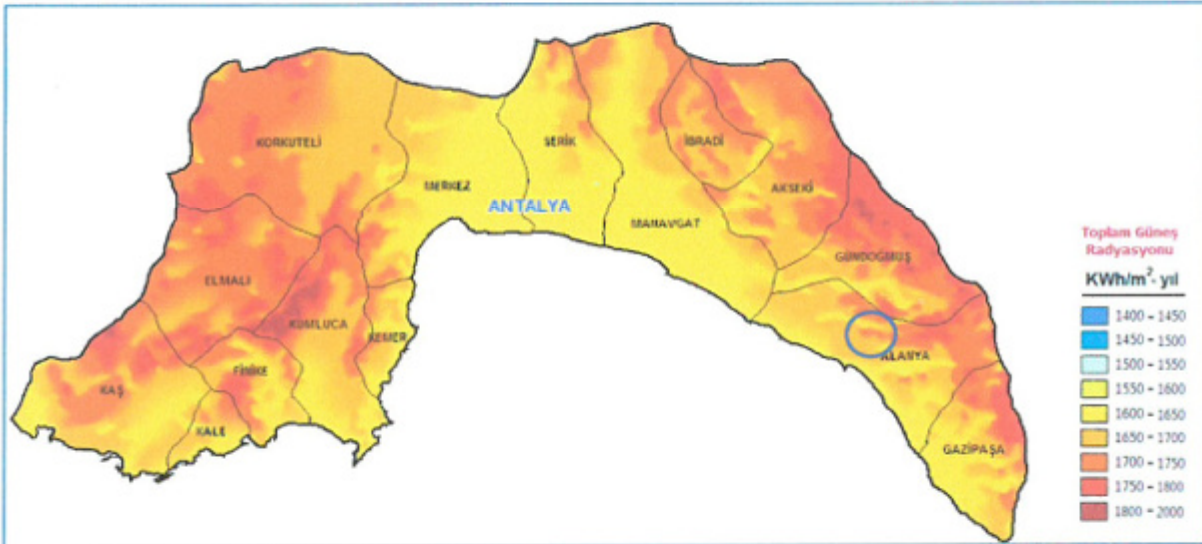 KORKUTELİ
SERİK
İBRADİ
MERKEZ
AKSEKİ
ANTALYA
MANAVGAT
GÜNDOĞMUŞ
ELMALI
KUMLUCA
KEMER
ALANYA
FİNİKE
KAŞ
KALE
GAZİPAŞA
Toplam Güneş
Radyasyonu
KWh/m²- yıl
1400 - 1450
1450 - 1500
1500 - 1550
1550 - 1600
1600 - 1650
1650 - 1700
1700 - 1750
1750 - 1800
1800 - 2000